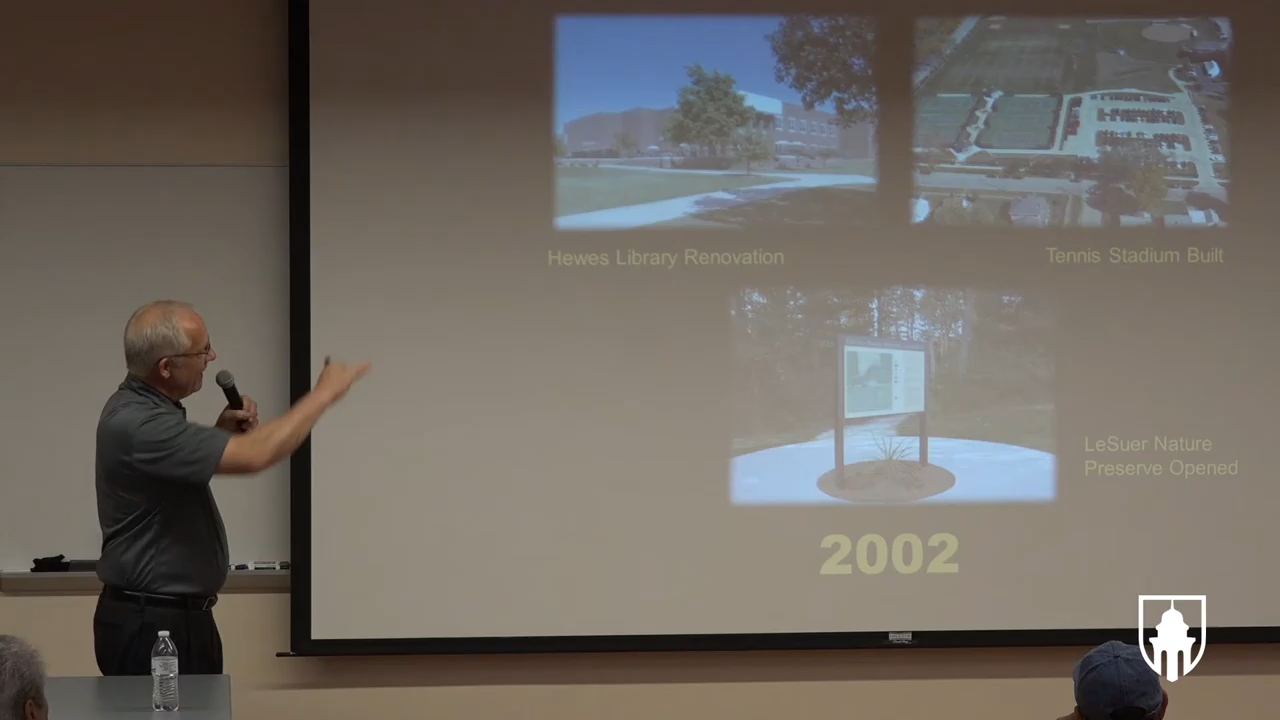 Hewes Library Renovation
Tennis Stadium Built
LeSuer Nature
Preserve Opened
2002